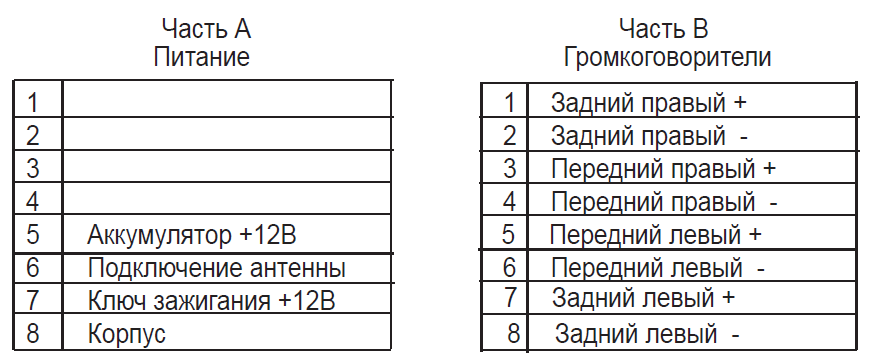 Часть А
Питание
1
2
3
4
5 Аккумулятор +12В
6 Подключение антенны
7 Ключ зажигания +12В
8 Корпус
Часть В
Громкоговорители
1 Задний правый +
2 Задний правый -
3 Передний правый +
4 Передний правый -
5 Передний левый +
6 Передний левый -
7 Задний левый +
8 Задний левый -